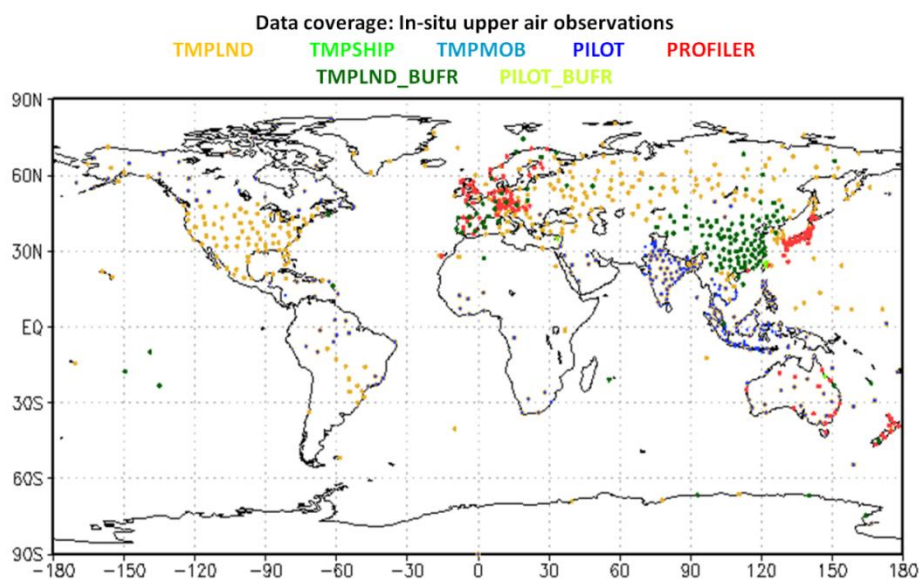 Data coverage: In-situ upper air observations
TMPLND TMPSHIP TMPMOB PILOT PROFILER
TMPLND_BUFR PILOT_BUFR
90N
60N
30N
EQ
30S
60S
90S
-180 -150 -120 -90 -60 -30 0 30 60 90 120 150 180